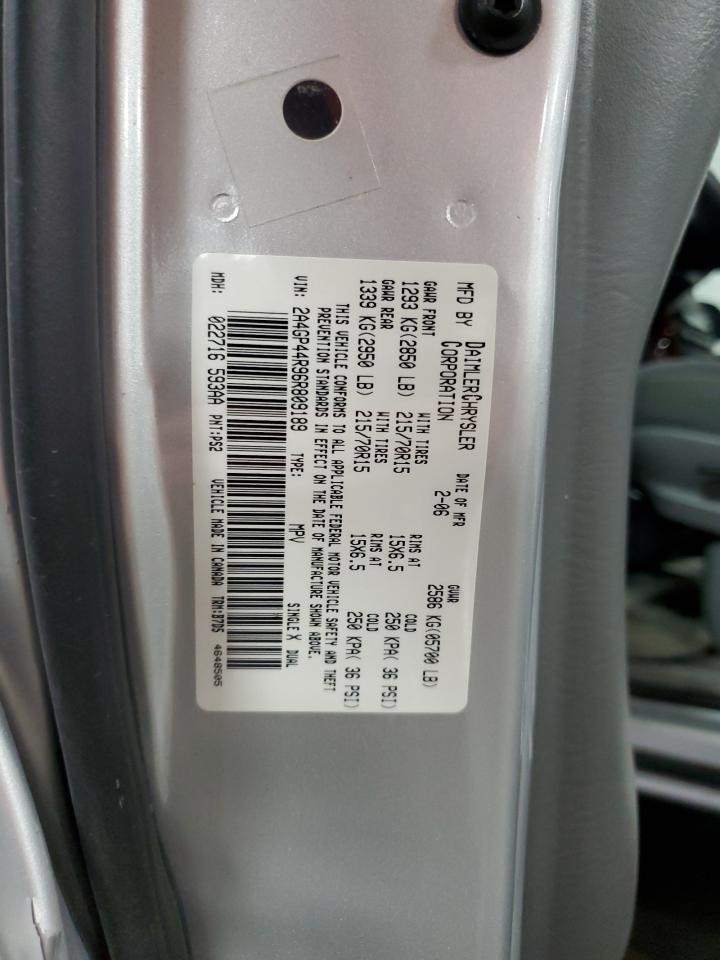 MFD BY DAIMLERCHRYSLER CORPORATION DATE OF MFR 2-06 GVWR 2586 KG(05700 LB)
GAWR FRONT WITH TIRES RIMS AT COLD
1293 KG(2850 LB) 215/70R15 15X6.5 250 KPA( 36 PSI)
GAWR REAR WITH TIRES RIMS AT COLD
1339 KG(2950 LB) 215/70R15 15X6.5 250 KPA( 36 PSI)
THIS VEHICLE CONFORMS TO ALL APPLICABLE FEDERAL MOTOR VEHICLE SAFETY AND THEFT
PREVENTION STANDARDS IN EFFECT ON THE DATE OF MANUFACTURE SHOWN ABOVE.
VIN: 2A4GP44R96R809189 TYPE: MPV SINGLE X DUAL
MDH: 022716 593AA PNT:PS2 VEHICLE MADE IN CANADA TRM:B7D5 4648505